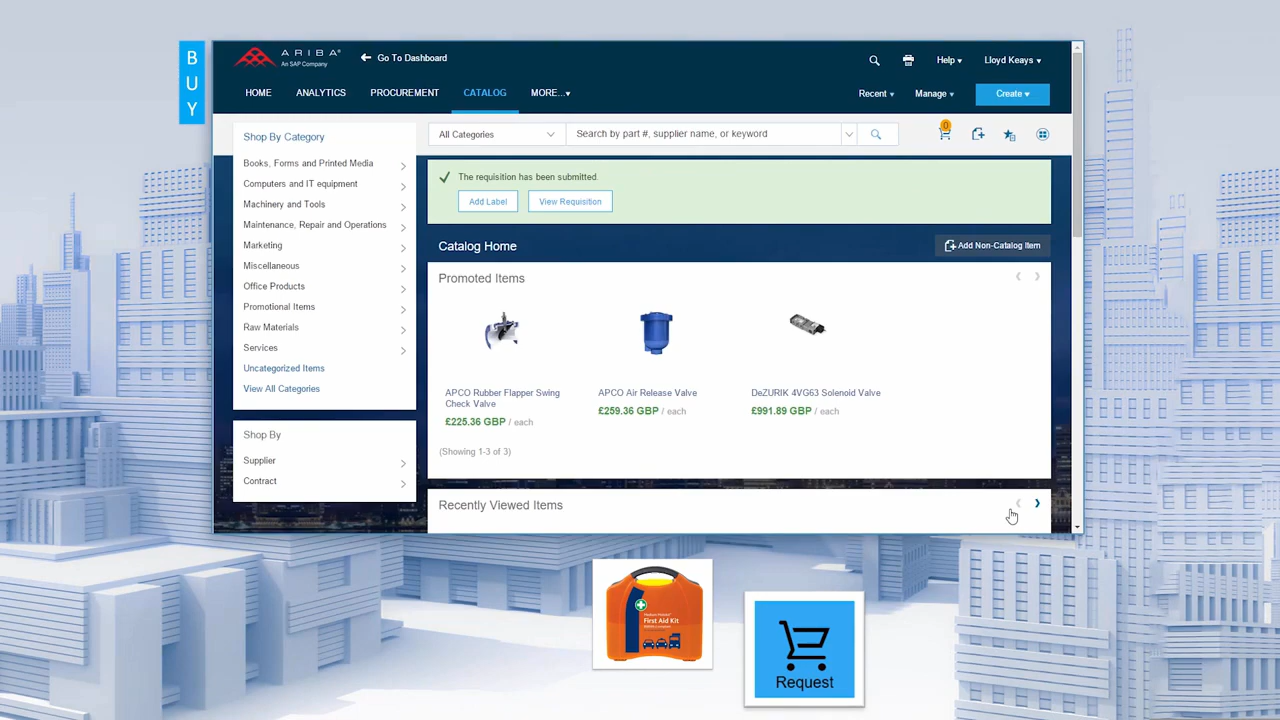 B
U
Y
ARIBA
An SAP Company
Go To Dashboard
Help
Lloyd Keays
HOME
ANALYTICS
PROCUREMENT
CATALOG
MORE...
Recent
Manage
Create
Shop By Category
All Categories
Search by part #, supplier name, or keyword
0
Books, Forms and Printed Media
Computers and IT equipment
Machinery and Tools
Maintenance, Repair and Operations
Marketing
Miscellaneous
Office Products
Promotional Items
Raw Materials
Services
Uncategorized Items
View All Categories
Shop By
Supplier
Contract
The requisition has been submitted.
Add Label
View Requisition
Catalog Home
Add Non-Catalog Item
Promoted Items
APCO Rubber Flapper Swing
Check Valve
£225.36 GBP / each
APCO Air Release Valve
£259.36 GBP / each
DeZURIK 4VG63 Solenoid Valve
£991.89 GBP / each
(Showing 1-3 of 3)
Recently Viewed Items
First Aid Kit
Request